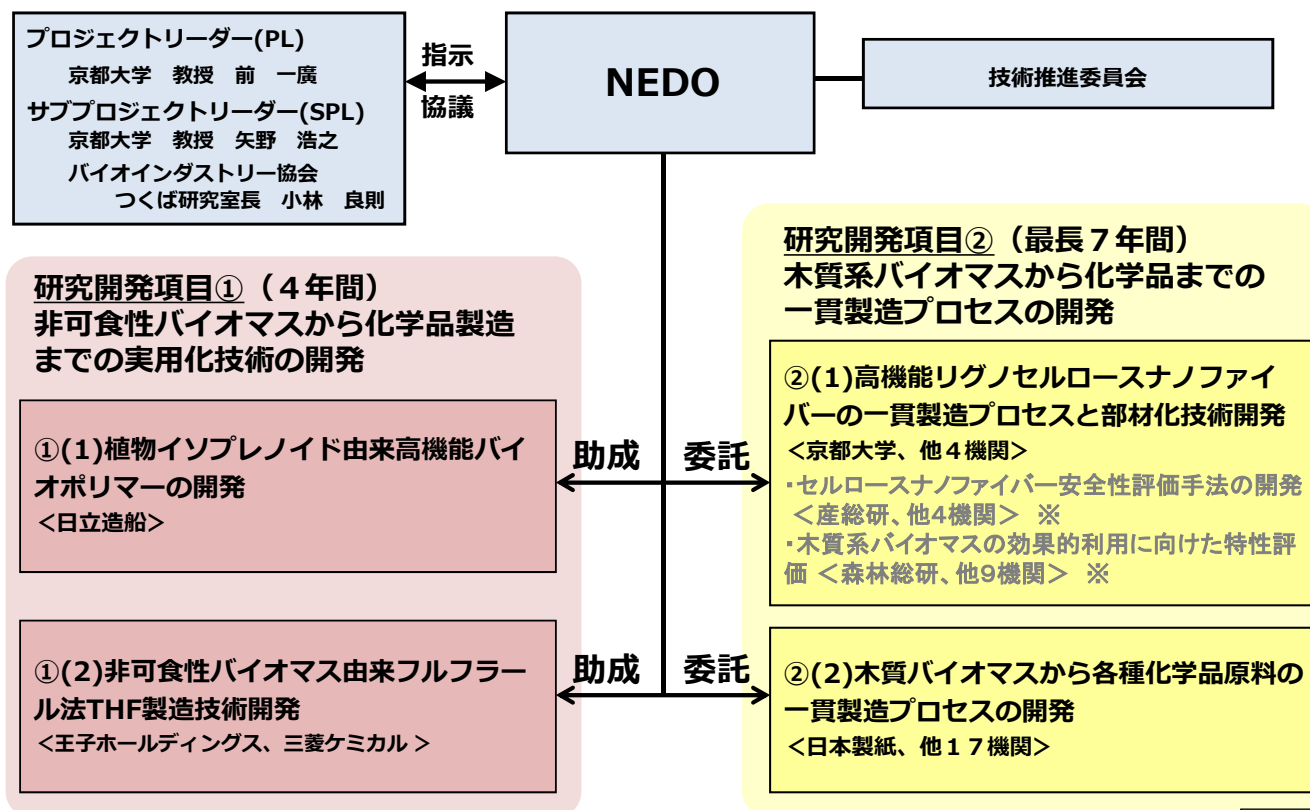 プロジェクトリーダー(PL)
京都大学 教授 前 一廣
サブプロジェクトリーダー(SPL)
京都大学 教授 矢野 浩之
バイオインダストリー協会
つくば研究室長 小林 良則
指示
協議
NEDO
技術推進委員会
研究開発項目①（４年間）
非可食性バイオマスから化学品製造
までの実用化技術の開発
①(1)植物イソプレノイド由来高機能バイ
オポリマーの開発
＜日立造船＞
①(2)非可食性バイオマス由来フルフラー
ル法THF製造技術開発
＜王子ホールディングス、三菱ケミカル ＞
助成
委託
助成
委託
研究開発項目②（最長７年間）
木質系バイオマスから化学品までの
一貫製造プロセスの開発
②(1)高機能リグノセルロースナノファイ
バーの一貫製造プロセスと部材化技術開発
＜京都大学、他４機関＞
・セルロースナノファイバー安全性評価手法の開発
＜産総研、他4機関＞ ※
・木質系バイオマスの効果的利用に向けた特性評
価 ＜森林総研、他9機関＞ ※
②(2)木質バイオマスから各種化学品原料の
一貫製造プロセスの開発
＜日本製紙、他１７機関＞